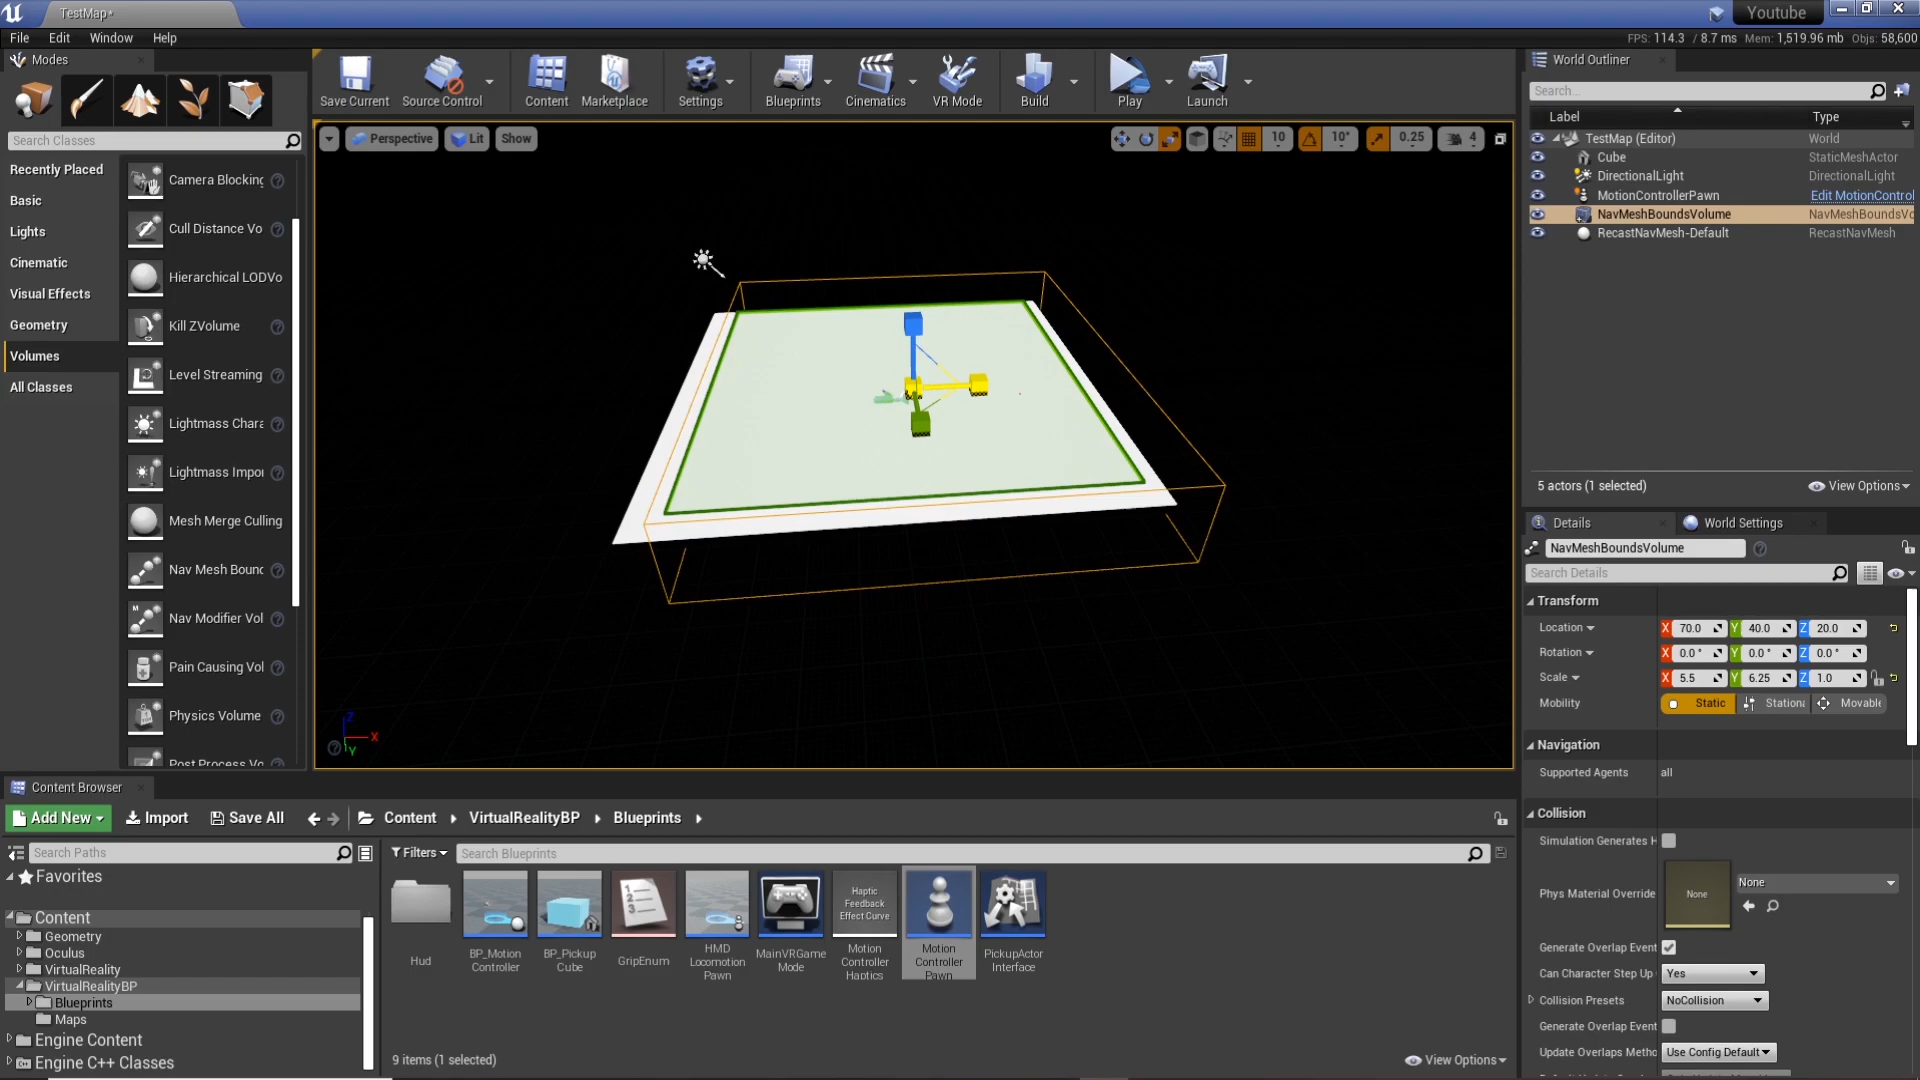 TestMap*
Youtube
File Edit Window Help
FPS: 114.3 / 8.7 ms Mem: 1,519.96 mb Objs: 58,600
Modes
Search Classes
Recently Placed
Basic
Lights
Cinematic
Visual Effects
Geometry
Volumes
All Classes
Camera Blocking
Cull Distance Vo
Hierarchical LODVo
Kill ZVolume
Level Streaming
Lightmass Chara
Lightmass Impor
Mesh Merge Culling
Nav Mesh Bound
Nav Modifier Vol
Pain Causing Vol
Physics Volume
Post Process Vo
Save Current Source Control Content Marketplace Settings Blueprints Cinematics VR Mode Build Play Launch
Perspective Lit Show
10 10° 0.25 4
Z
X
Y
World Outliner
Search...
Label Type
TestMap (Editor) World
Cube StaticMeshActor
DirectionalLight DirectionalLight
MotionControllerPawn Edit MotionControl
NavMeshBoundsVolume NavMeshBoundsVo
RecastNavMesh-Default RecastNavMesh
5 actors (1 selected) View Options
Details World Settings
NavMeshBoundsVolume
Search Details
Transform
Location X 70.0 Y 40.0 Z 20.0
Rotation X 0.0° Y 0.0° Z 0.0°
Scale X 5.5 Y 6.25 Z 1.0
Mobility Static Stationa Movable
Navigation
Supported Agents all
Collision
Simulation Generates H
Phys Material Override None None
Generate Overlap Event
Can Character Step Up Yes
Collision Presets NoCollision
Generate Overlap Event
Update Overlaps Metho Use Config Default
Content Browser
Add New Import Save All Content VirtualRealityBP Blueprints
Search Paths
Filters Search Blueprints
Favorites
Content
Geometry
Oculus
VirtualReality
VirtualRealityBP
Blueprints
Maps
Engine Content
Engine C++ Classes
Hud
BP_Motion
Controller
BP_Pickup
Cube
GripEnum
HMD
Locomotion
Pawn
MainVRGame
Mode
Haptic
Feedback
Effect Curve
Motion
Controller
Haptics
Motion
Controller
Pawn
PickupActor
Interface
9 items (1 selected) View Options